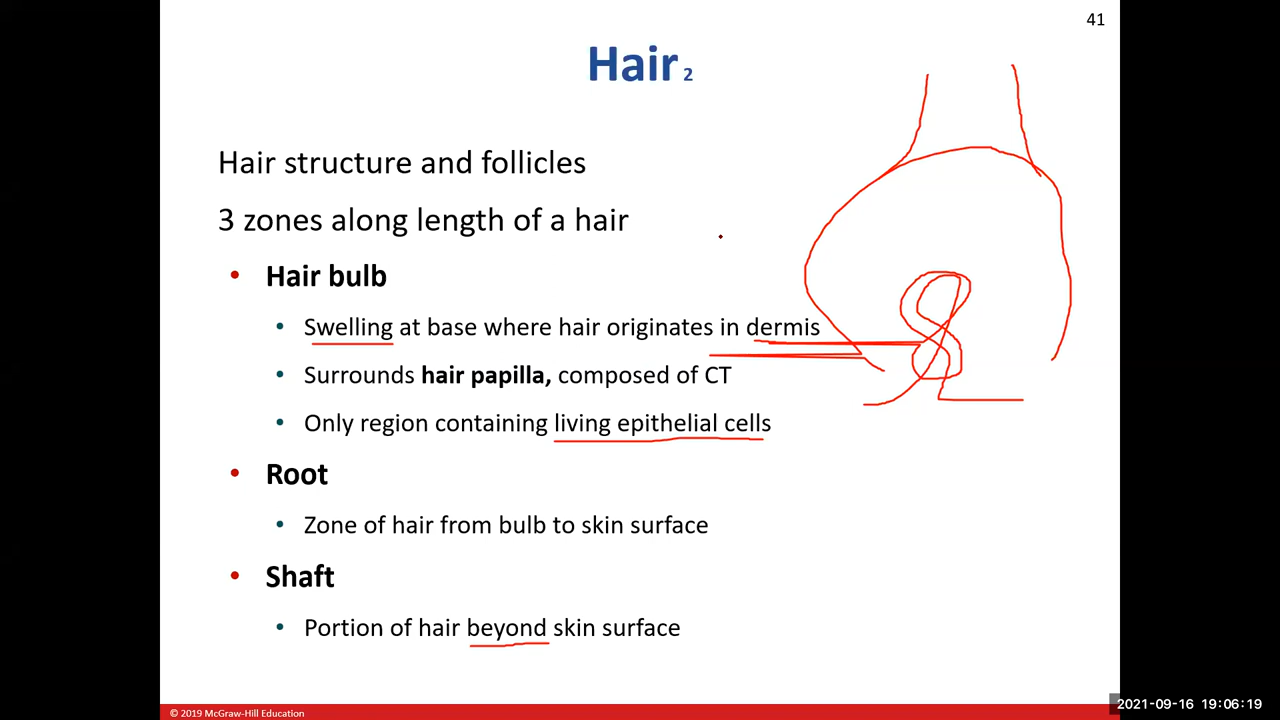 41
Hair 2
Hair structure and follicles
3 zones along length of a hair
• Hair bulb
• Swelling at base where hair originates in dermis
• Surrounds hair papilla, composed of CT
• Only region containing living epithelial cells
• Root
• Zone of hair from bulb to skin surface
• Shaft
• Portion of hair beyond skin surface
© 2019 McGraw-Hill Education
2021-09-16 19:06:19